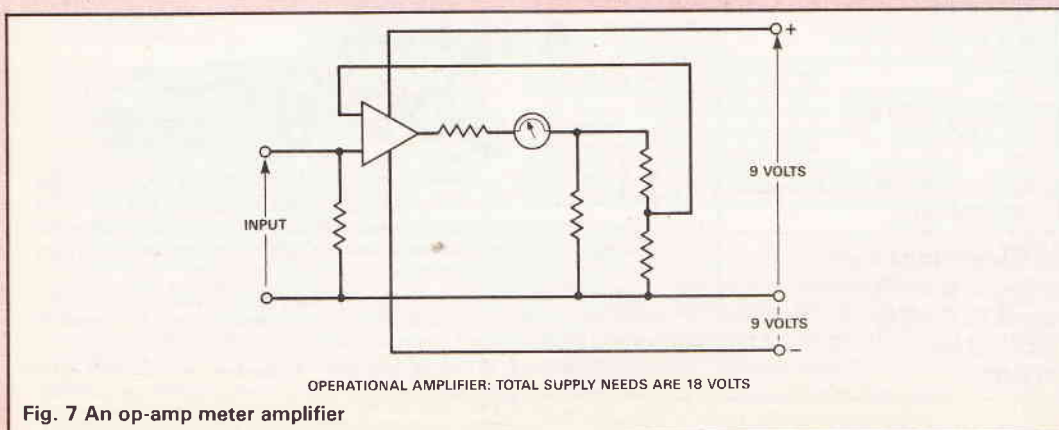 +
9 VOLTS
INPUT
9 VOLTS
−
OPERATIONAL AMPLIFIER: TOTAL SUPPLY NEEDS ARE 18 VOLTS
Fig. 7 An op-amp meter amplifier